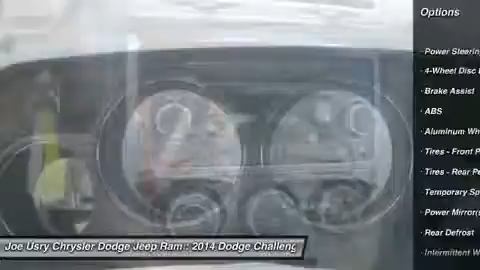 Options
Power Steering
4-Wheel Disc
Brake Assist
ABS
Aluminum Wh
Tires - Front P
Tires - Rear Pe
Temporary Sp
Power Mirror(s
Rear Defrost
Intermittent W
Joe Usry Chrysler Dodge Jeep Ram : 2014 Dodge Challeng